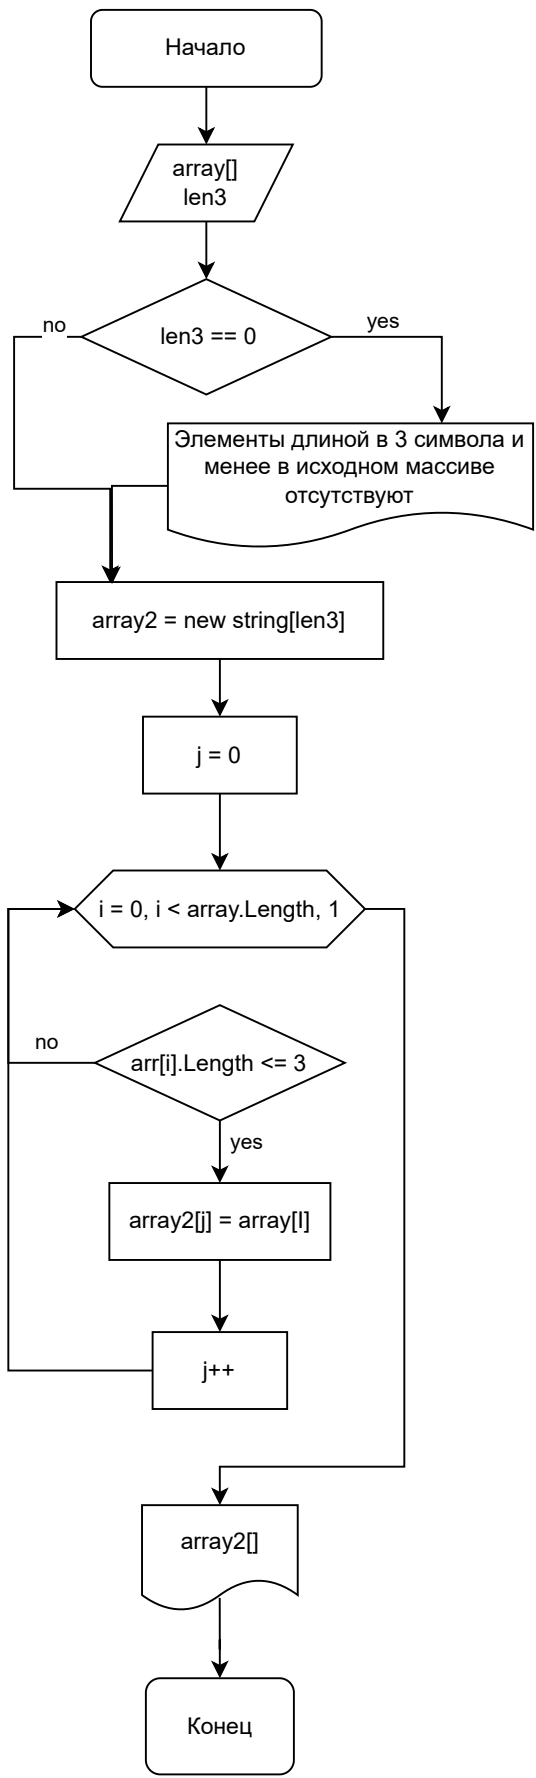 Начало
array[]
len3
len3 == 0
no
yes
Элементы длиной в 3 символа и
менее в исходном массиве
отсутствуют
array2 = new string[len3]
j = 0
i = 0, i < array.Length, 1
no
arr[i].Length <= 3
yes
array2[j] = array[I]
j++
array2[]
Конец